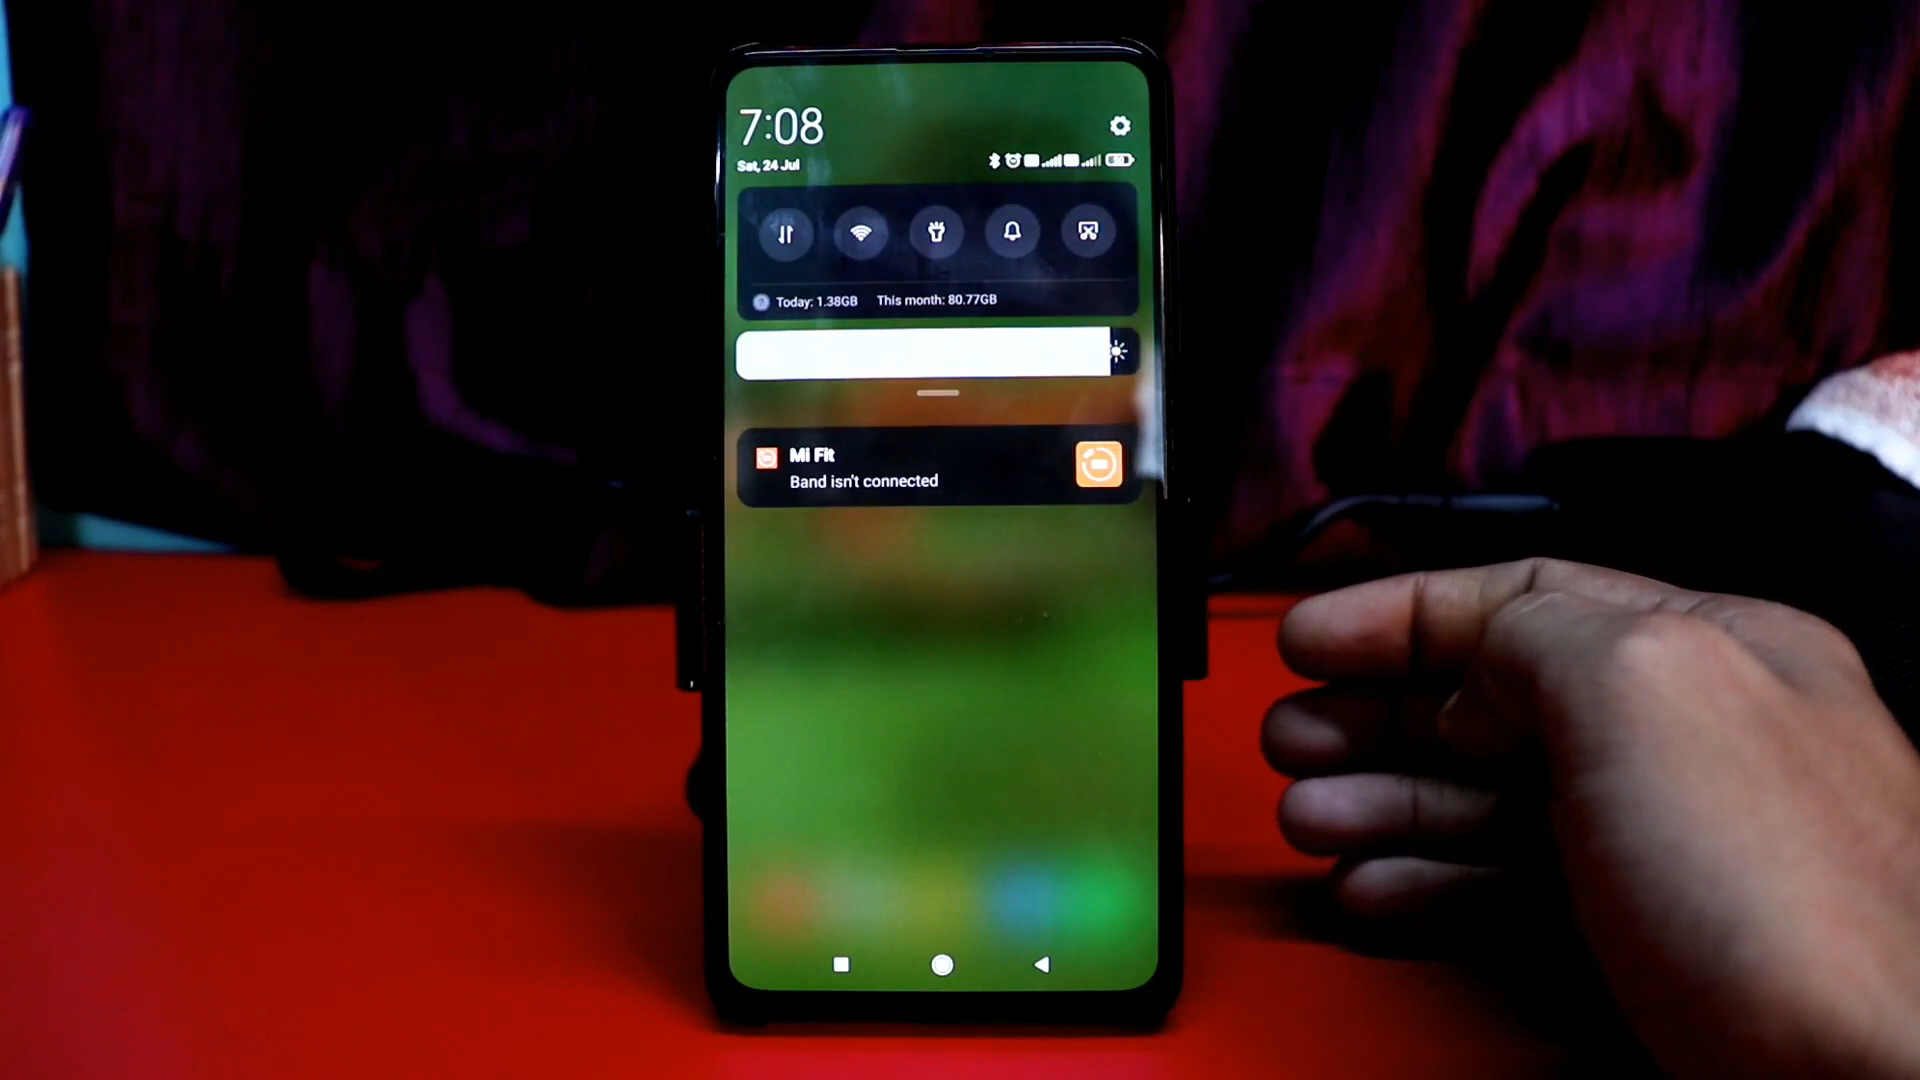 7:08
Sat, 24 Jul
Today: 1.38GB This month: 80.77GB
Mi Fit
Band isn't connected